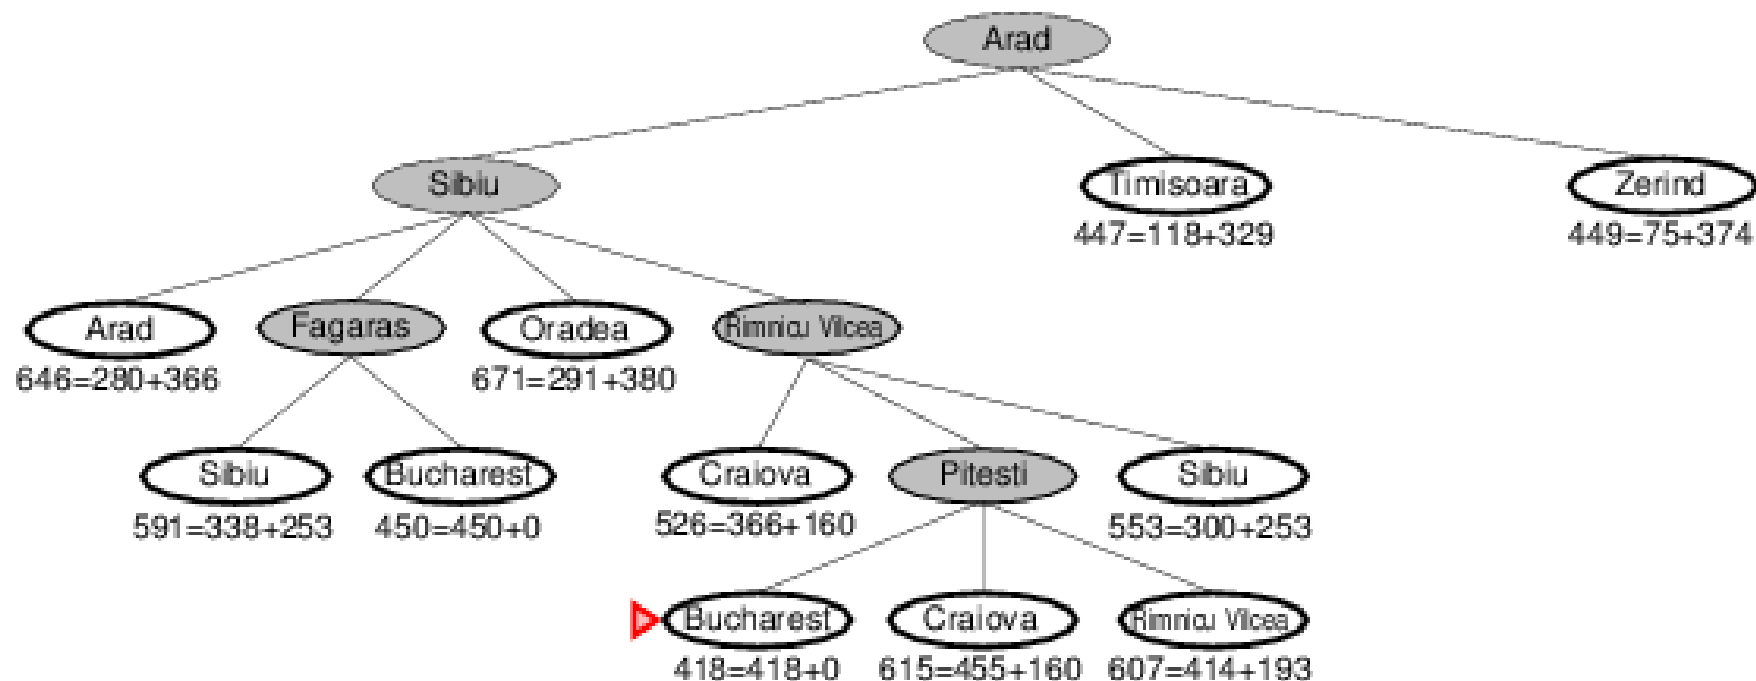 Arad
Sibiu
Timisoara
Zerind
447=118+329
449=75+374
Arad
Fagaras
Oradea
Rimnicu Vilcea
646=280+366
671=291+380
Sibiu
Bucharest
Craiova
Pitesti
Sibiu
591=338+253
450=450+0
526=366+160
553=300+253
Bucharest
Craiova
Rimnicu Vilcea
418=418+0
615=455+160
607=414+193